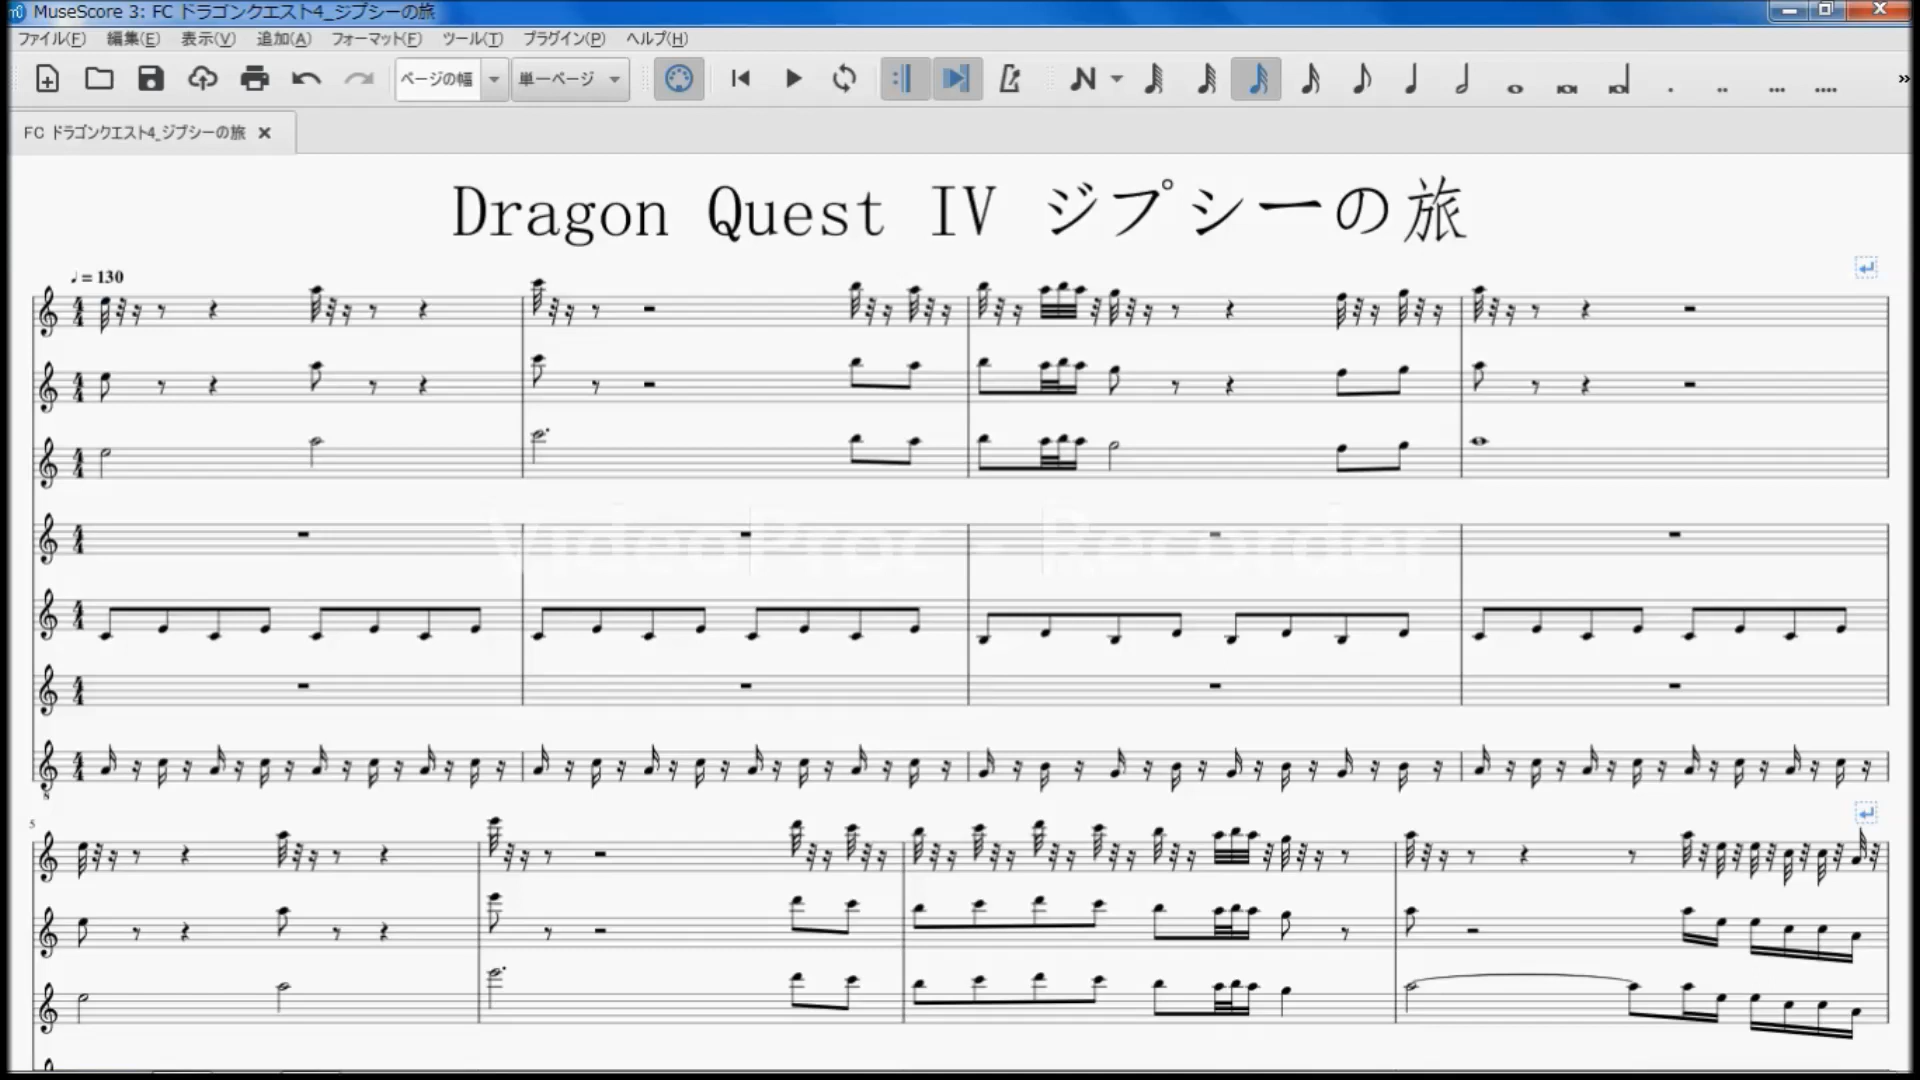 MuseScore 3: FC ドラゴンクエスト4_ジプシーの旅
ファイル(F) 編集(E) 表示(V) 追加(A) フォーマット(F) ツール(T) プラグイン(P) ヘルプ(H)
ページの幅 単一ページ
FC ドラゴンクエスト4_ジプシーの旅
Dragon Quest IV ジプシーの旅
♩= 130
VideoProc Recorder
5